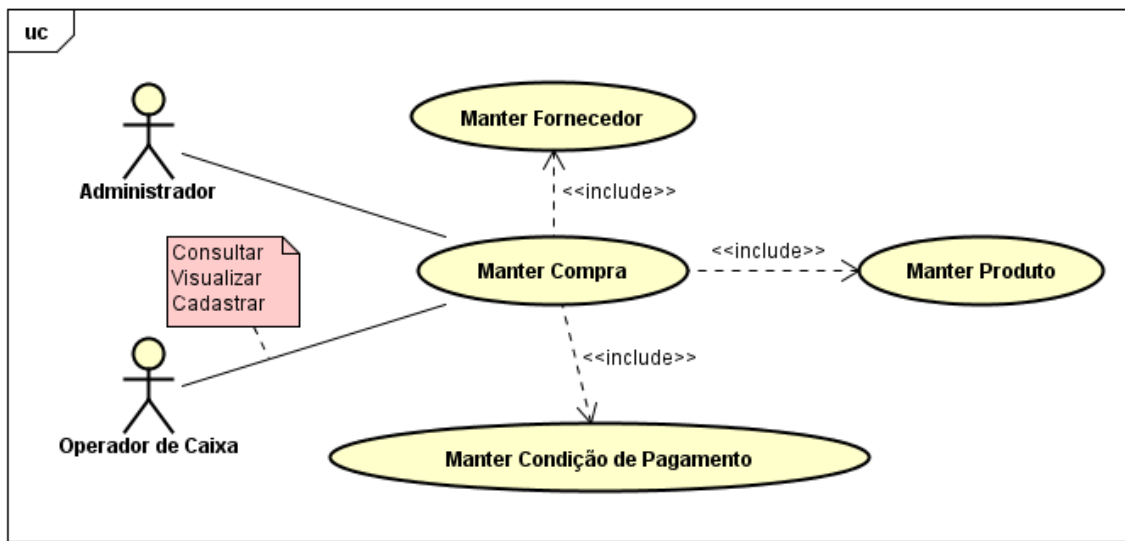 uc
Manter Fornecedor
Administrador
<<include>>
Consultar
Visualizar
Cadastrar
Manter Compra
<<include>>
Manter Produto
<<include>>
Operador de Caixa
Manter Condição de Pagamento